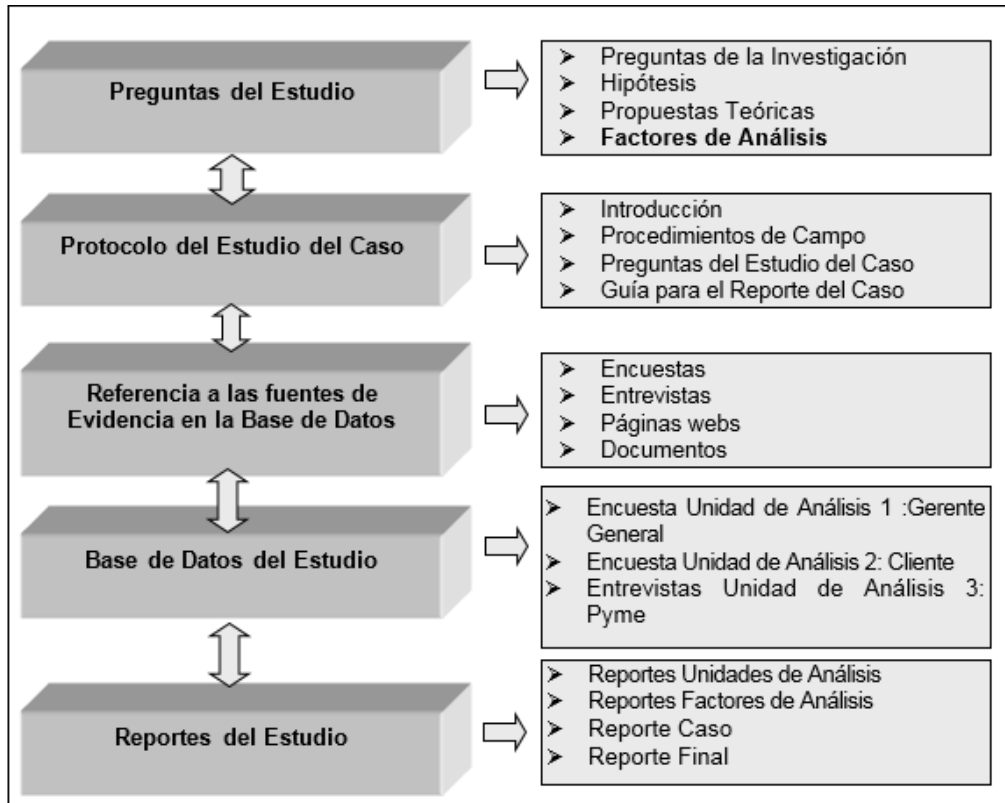 Preguntas del Estudio
➢ Preguntas de la Investigación
➢ Hipótesis
➢ Propuestas Teóricas
➢ Factores de Análisis
Protocolo del Estudio del Caso
➢ Introducción
➢ Procedimientos de Campo
➢ Preguntas del Estudio del Caso
➢ Guía para el Reporte del Caso
Referencia a las fuentes de
Evidencia en la Base de Datos
➢ Encuestas
➢ Entrevistas
➢ Páginas webs
➢ Documentos
Base de Datos del Estudio
➢ Encuesta Unidad de Análisis 1 :Gerente
General
➢ Encuesta Unidad de Análisis 2: Cliente
➢ Entrevistas Unidad de Análisis 3:
Pyme
Reportes del Estudio
➢ Reportes Unidades de Análisis
➢ Reportes Factores de Análisis
➢ Reporte Caso
➢ Reporte Final